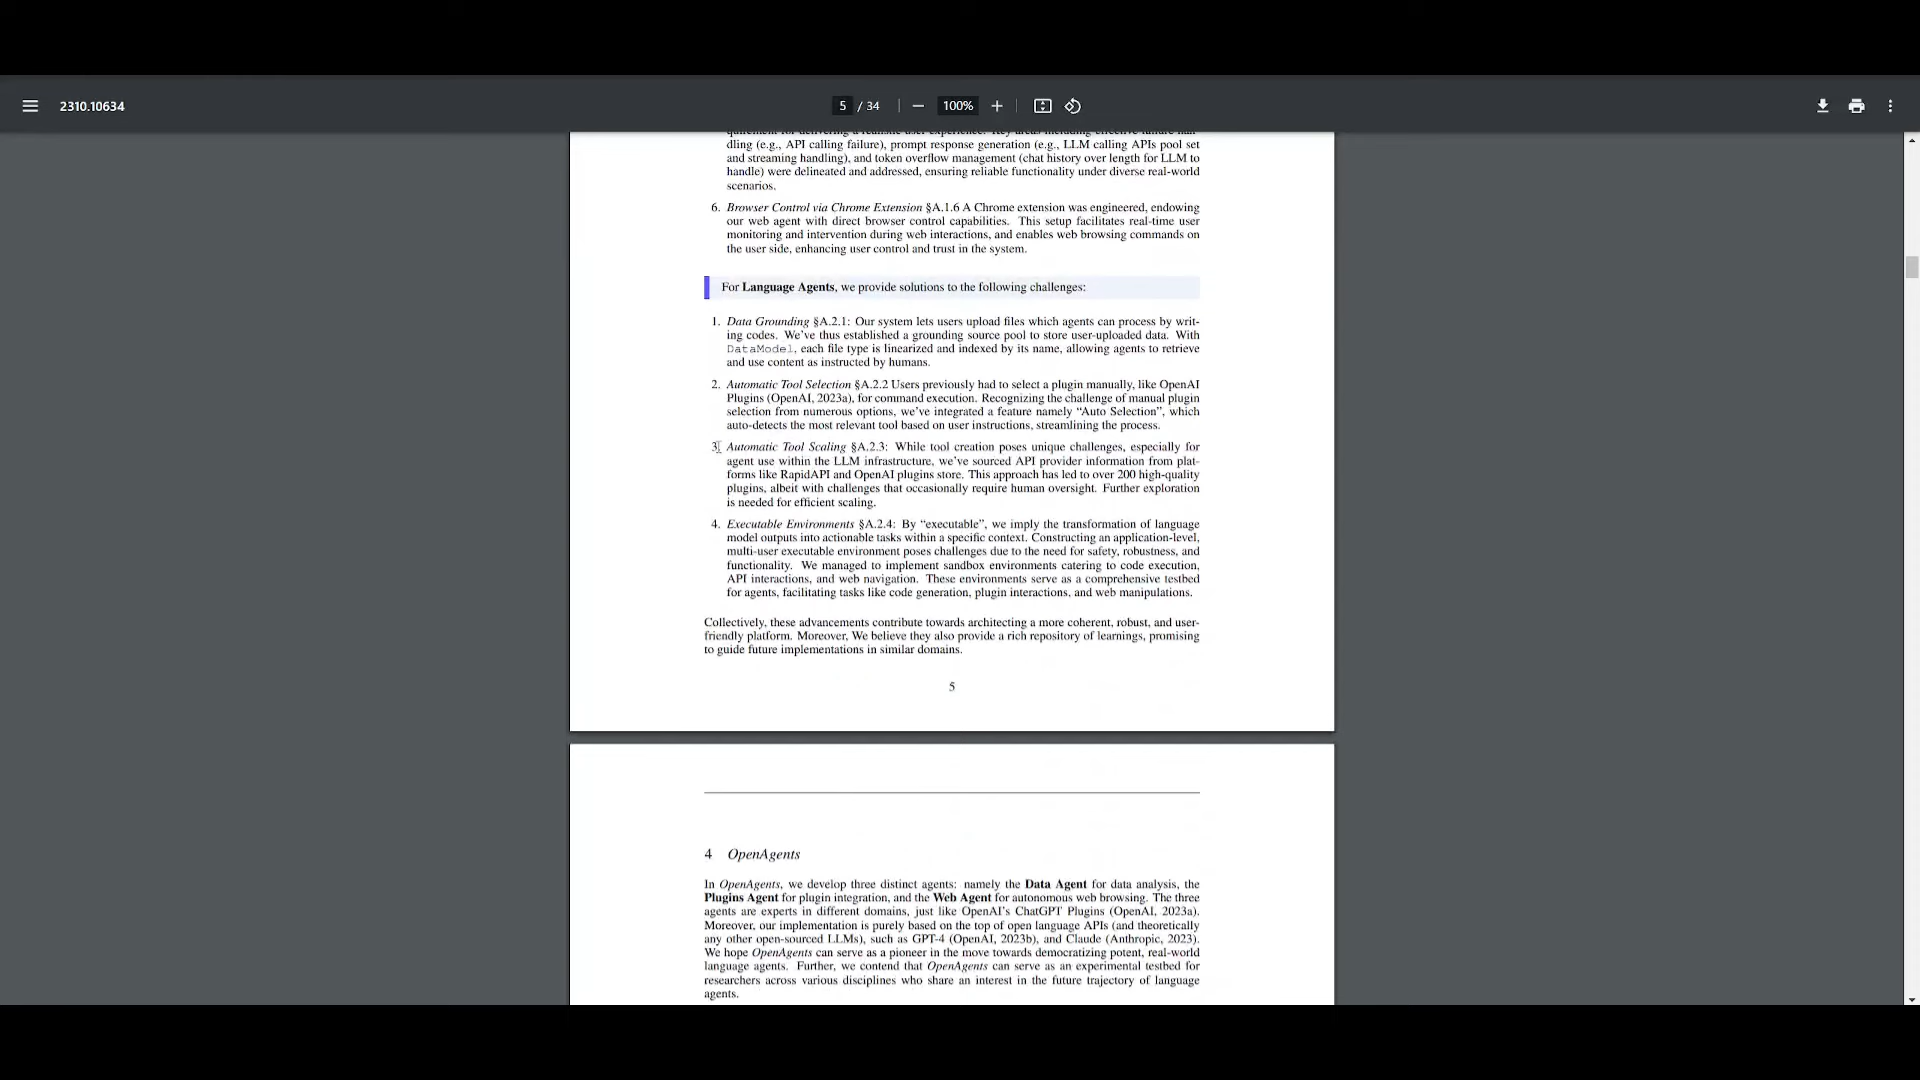 2310.10634
5 / 34
100%
quirement for delivering a realistic user experience. Key areas including effective failure han-
dling (e.g., API calling failure), prompt response generation (e.g., LLM calling APIs pool set
and streaming handling), and token overflow management (chat history over length for LLM to
handle) were delineated and addressed, ensuring reliable functionality under diverse real-world
scenarios.
6. Browser Control via Chrome Extension §A.1.6 A Chrome extension was engineered, endowing
our web agent with direct browser control capabilities. This setup facilitates real-time user
monitoring and intervention during web interactions, and enables web browsing commands on
the user side, enhancing user control and trust in the system.
For Language Agents, we provide solutions to the following challenges:
1. Data Grounding §A.2.1: Our system lets users upload files which agents can process by writ-
ing codes. We've thus established a grounding source pool to store user-uploaded data. With
DataModel, each file type is linearized and indexed by its name, allowing agents to retrieve
and use content as instructed by humans.
2. Automatic Tool Selection §A.2.2 Users previously had to select a plugin manually, like OpenAI
Plugins (OpenAI, 2023a), for command execution. Recognizing the challenge of manual plugin
selection from numerous options, we've integrated a feature namely “Auto Selection”, which
auto-detects the most relevant tool based on user instructions, streamlining the process.
3. Automatic Tool Scaling §A.2.3: While tool creation poses unique challenges, especially for
agent use within the LLM infrastructure, we've sourced API provider information from plat-
forms like RapidAPI and OpenAI plugins store. This approach has led to over 200 high-quality
plugins, albeit with challenges that occasionally require human oversight. Further exploration
is needed for efficient scaling.
4. Executable Environments §A.2.4: By “executable”, we imply the transformation of language
model outputs into actionable tasks within a specific context. Constructing an application-level,
multi-user executable environment poses challenges due to the need for safety, robustness, and
functionality. We managed to implement sandbox environments catering to code execution,
API interactions, and web navigation. These environments serve as a comprehensive testbed
for agents, facilitating tasks like code generation, plugin interactions, and web manipulations.
Collectively, these advancements contribute towards architecting a more coherent, robust, and user-
friendly platform. Moreover, We believe they also provide a rich repository of learnings, promising
to guide future implementations in similar domains.
5
4 OpenAgents
In OpenAgents, we develop three distinct agents: namely the Data Agent for data analysis, the
Plugins Agent for plugin integration, and the Web Agent for autonomous web browsing. The three
agents are experts in different domains, just like OpenAI's ChatGPT Plugins (OpenAI, 2023a).
Moreover, our implementation is purely based on the top of open language APIs (and theoretically
any other open-sourced LLMs), such as GPT-4 (OpenAI, 2023b), and Claude (Anthropic, 2023).
We hope OpenAgents can serve as a pioneer in the move towards democratizing potent, real-world
language agents. Further, we contend that OpenAgents can serve as an experimental testbed for
researchers across various disciplines who share an interest in the future trajectory of language
agents.